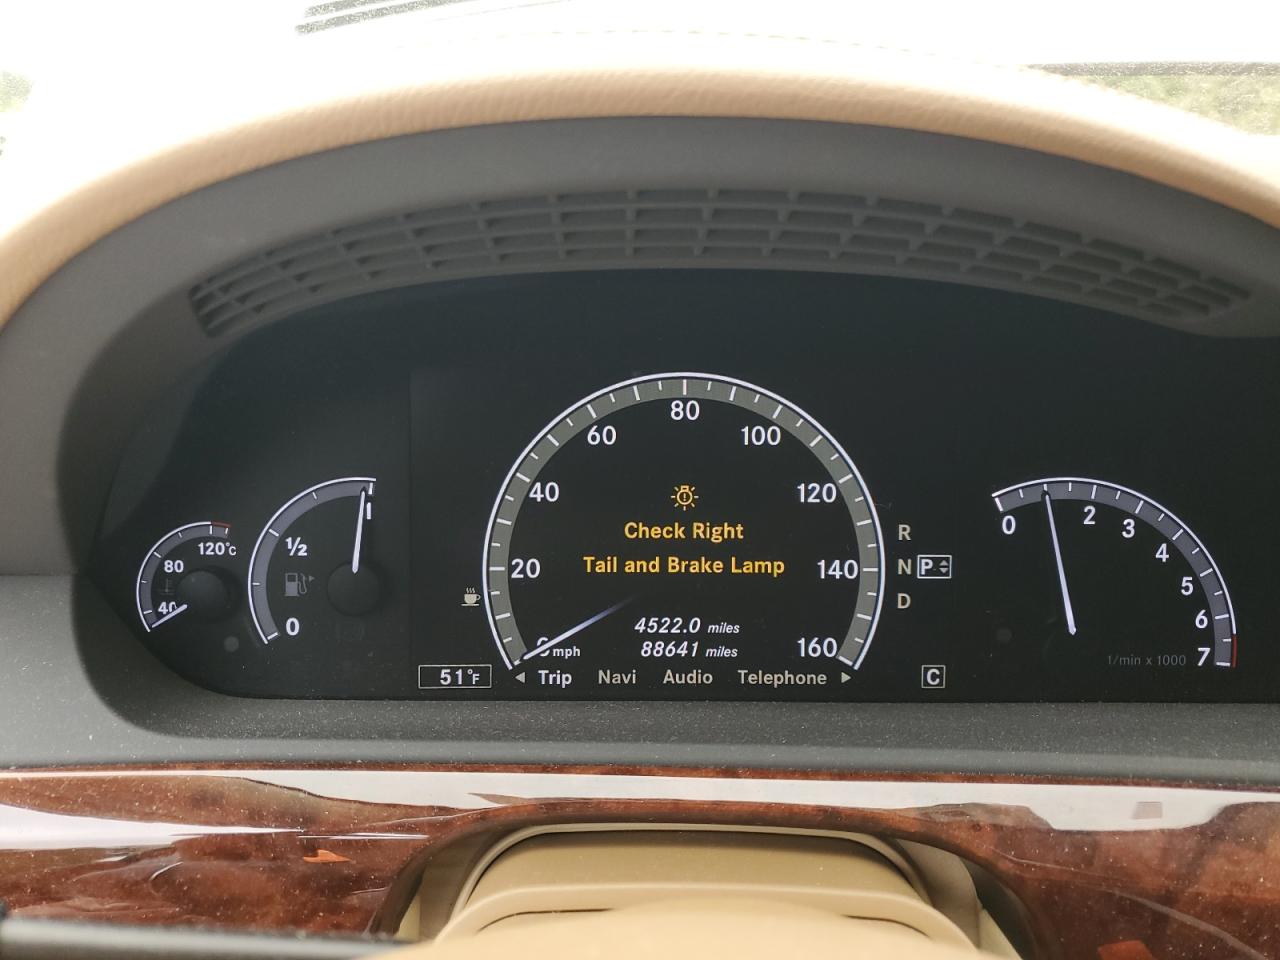 120°C
80
40
1
½
0
80
60
100
40
120
20
140
160
mph
Check Right
Tail and Brake Lamp
4522.0 miles
88641 miles
51°F
Trip Navi Audio Telephone
R
N P
D
C
0
2
3
4
5
6
7
1/min x 1000